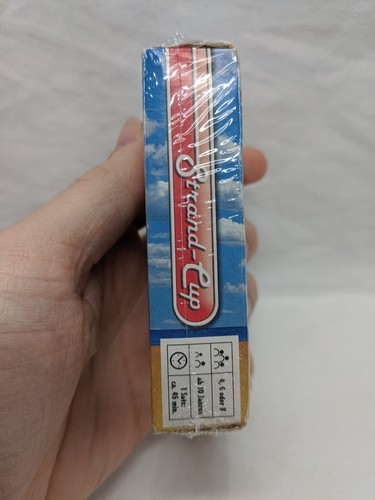 Strand-Cup
4, 6 oder 8
ab 10 Jahren
1 Satz:
ca. 45 min.